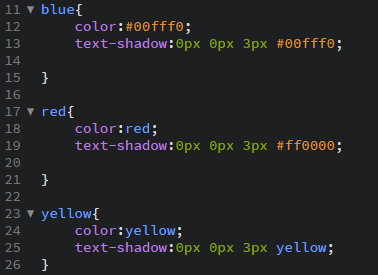 11 ▼ blue{
12 color:#00fff0;
13 text-shadow:0px 0px 3px #00fff0;
14
15 }
16
17 ▼ red{
18 color:red;
19 text-shadow:0px 0px 3px #ff0000;
20
21 }
22
23 ▼ yellow{
24 color:yellow;
25 text-shadow:0px 0px 3px yellow;
26 }